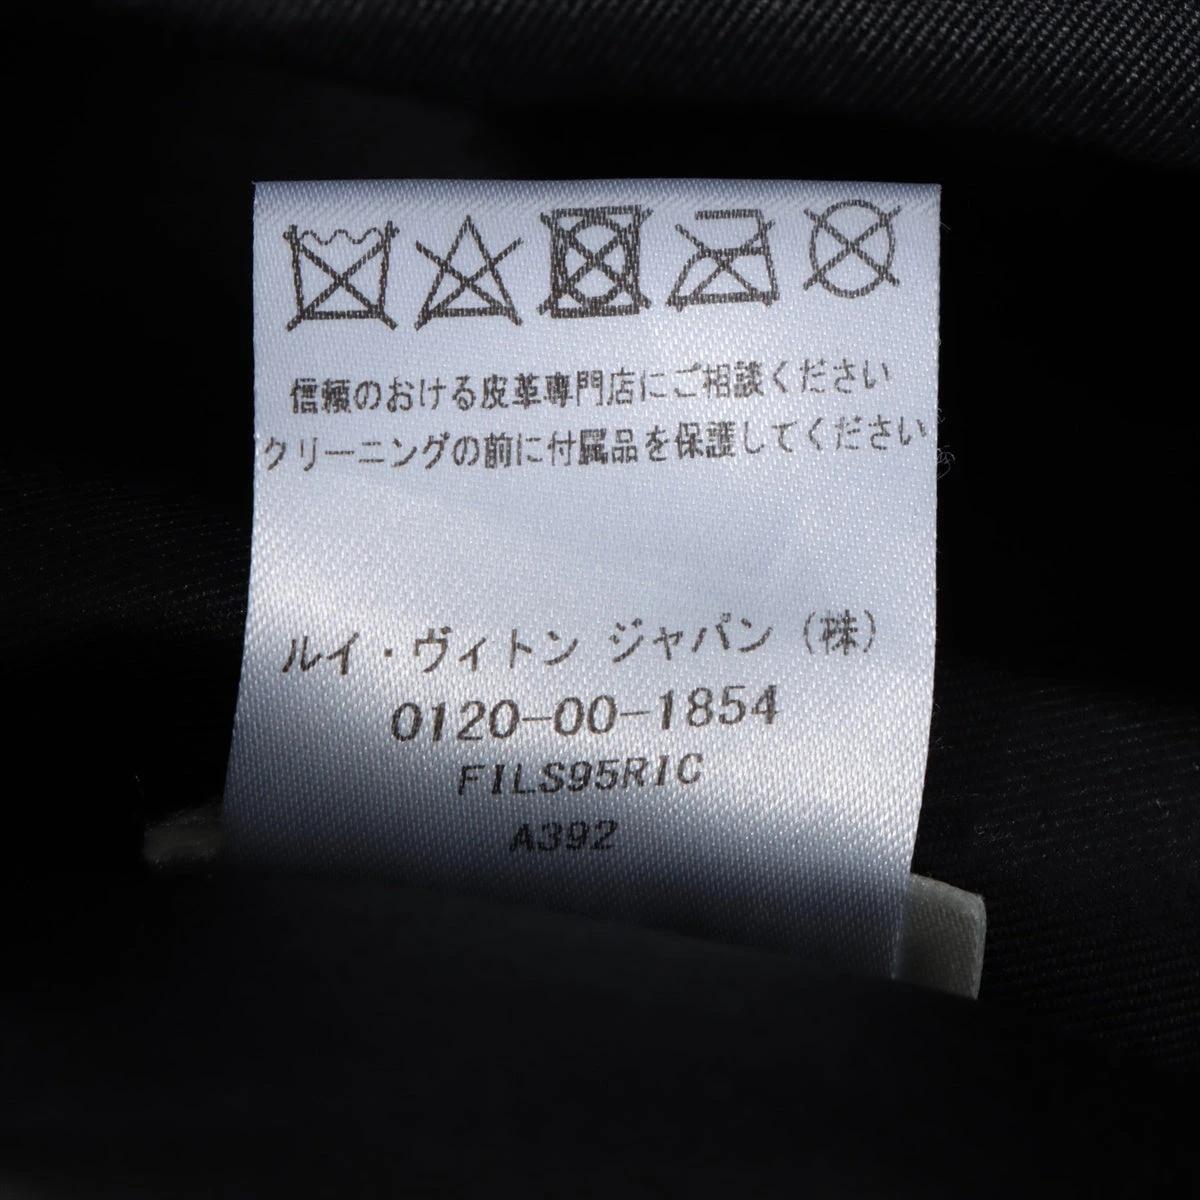 信頼のおける皮革専門店にご相談ください
クリーニングの前に付属品を保護してください
ルイ・ヴィトン ジャパン (株)
0120-00-1854
FILS95RIC
A392